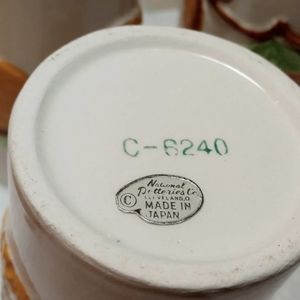 C-6240
National
Potteries Co.
CLEVELAND, O.
© MADE IN
JAPAN